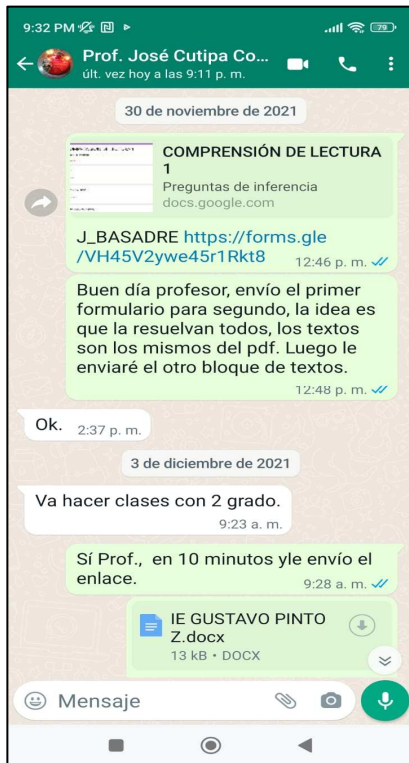 9:32 PM
79
Prof. José Cutipa Co...
últ. vez hoy a las 9:11 p. m.
30 de noviembre de 2021
COMPRENSIÓN DE LECTURA
1
Preguntas de inferencia
docs.google.com
J_BASADRE https://forms.gle
/VH45V2ywe45r1Rkt8 12:46 p. m.
Buen día profesor, envío el primer
formulario para segundo, la idea es
que la resuelvan todos, los textos
son los mismos del pdf. Luego le
enviaré el otro bloque de textos.
12:48 p. m.
Ok. 2:37 p. m.
3 de diciembre de 2021
Va hacer clases con 2 grado.
9:23 a. m.
Sí Prof., en 10 minutos yle envío el
enlace. 9:28 a. m.
IE GUSTAVO PINTO
Z.docx
13 kB • DOCX
Mensaje